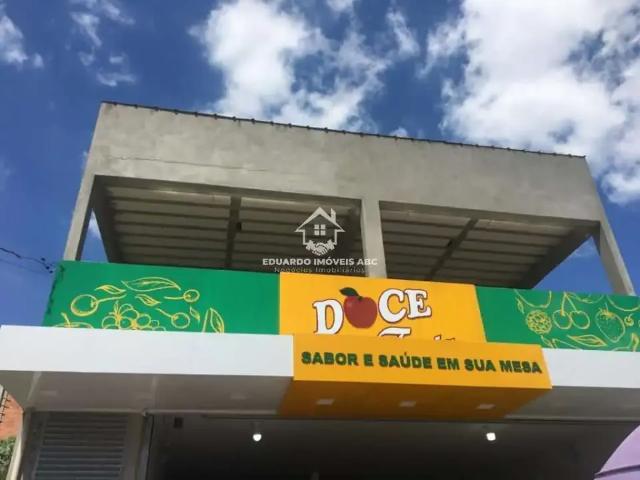 EDUARDO IMÓVEIS ABC
Negócios Imobiliários
DOCE
SABOR E SAÚDE EM SUA MESA